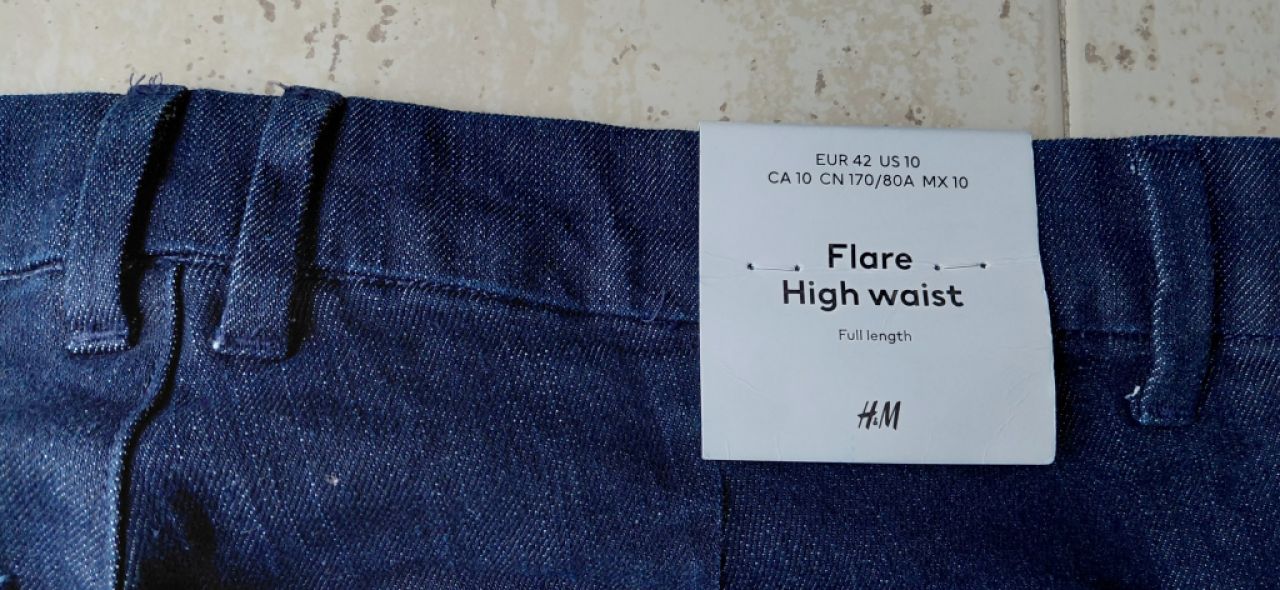 EUR 42 US 10
CA 10 CN 170/80A MX 10
Flare
High waist
Full length
H&M